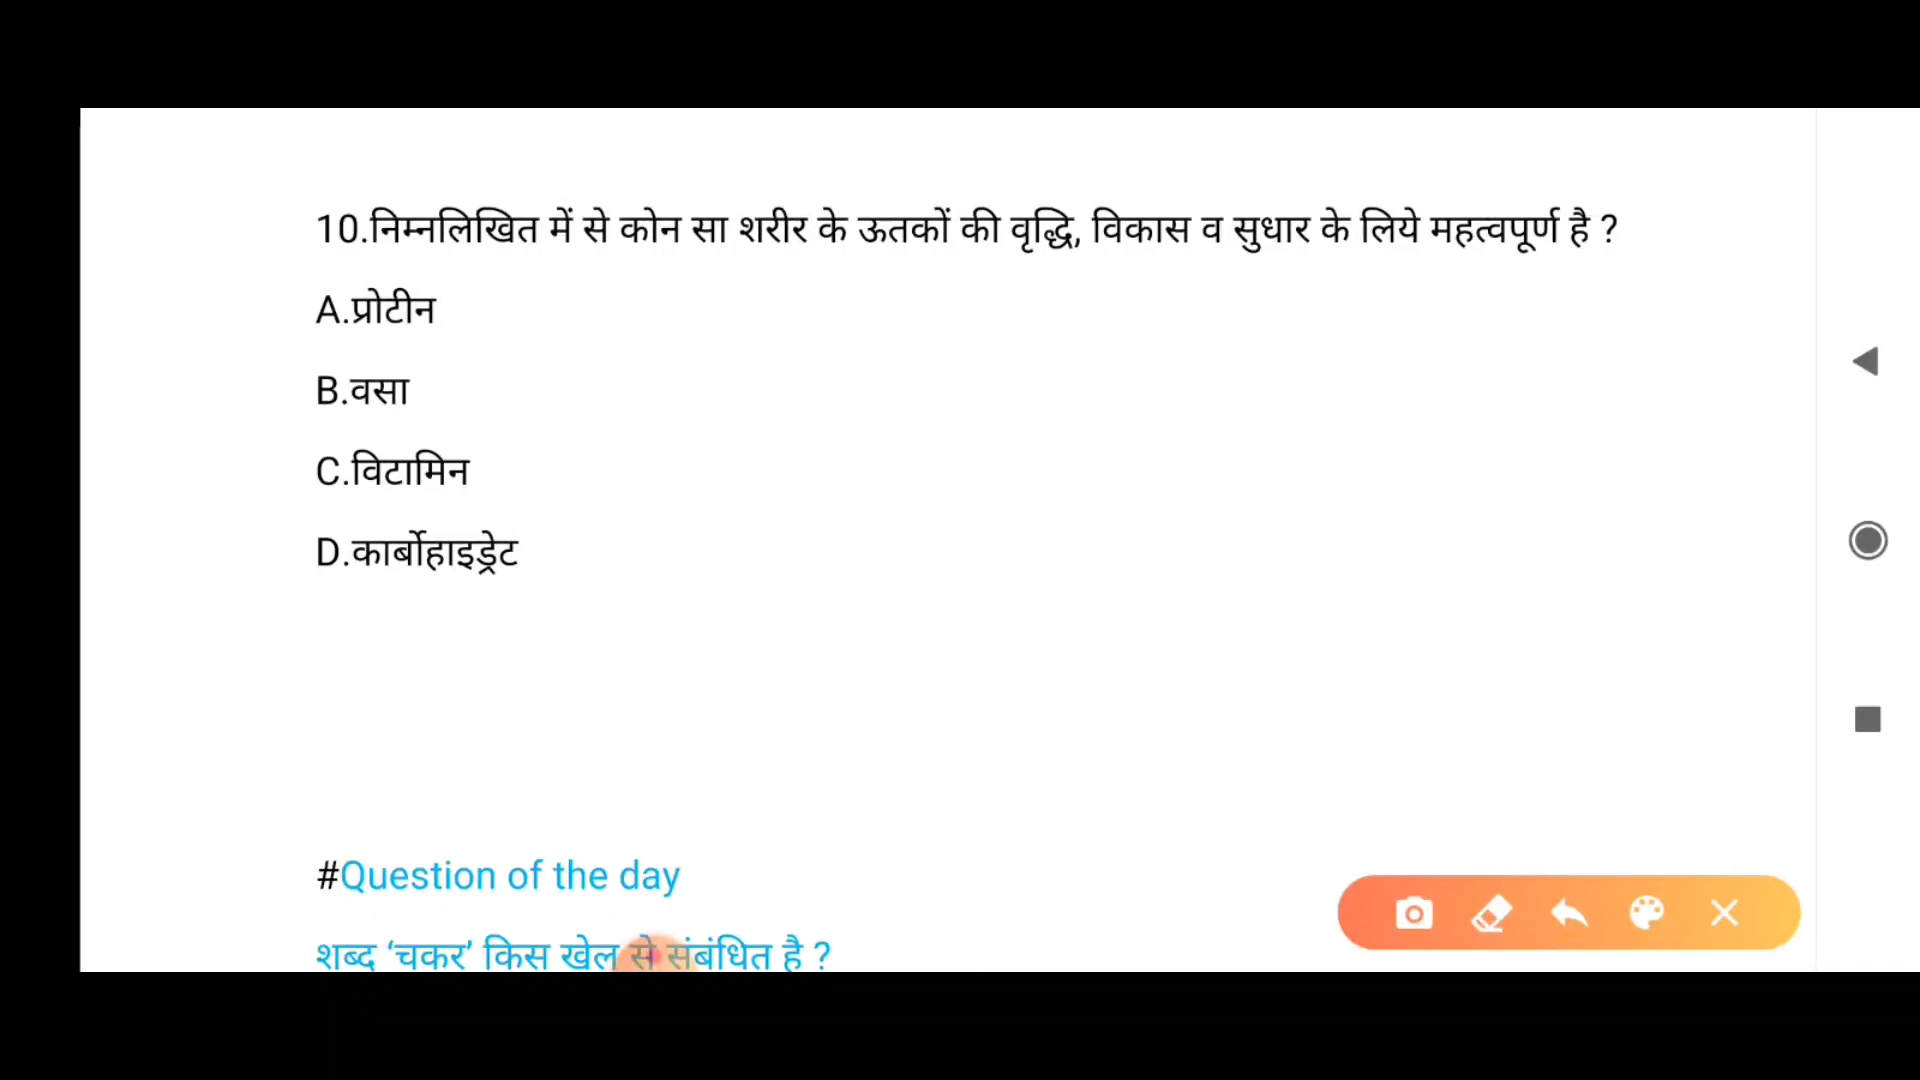 10.निम्नलिखित में से कोन सा शरीर के ऊतकों की वृद्धि, विकास व सुधार के लिये महत्वपूर्ण है ?
A.प्रोटीन
B.वसा
C.विटामिन
D.कार्बोहाइड्रेट
#Question of the day
शब्द ‘चकर’ किस खेल से संबंधित है ?